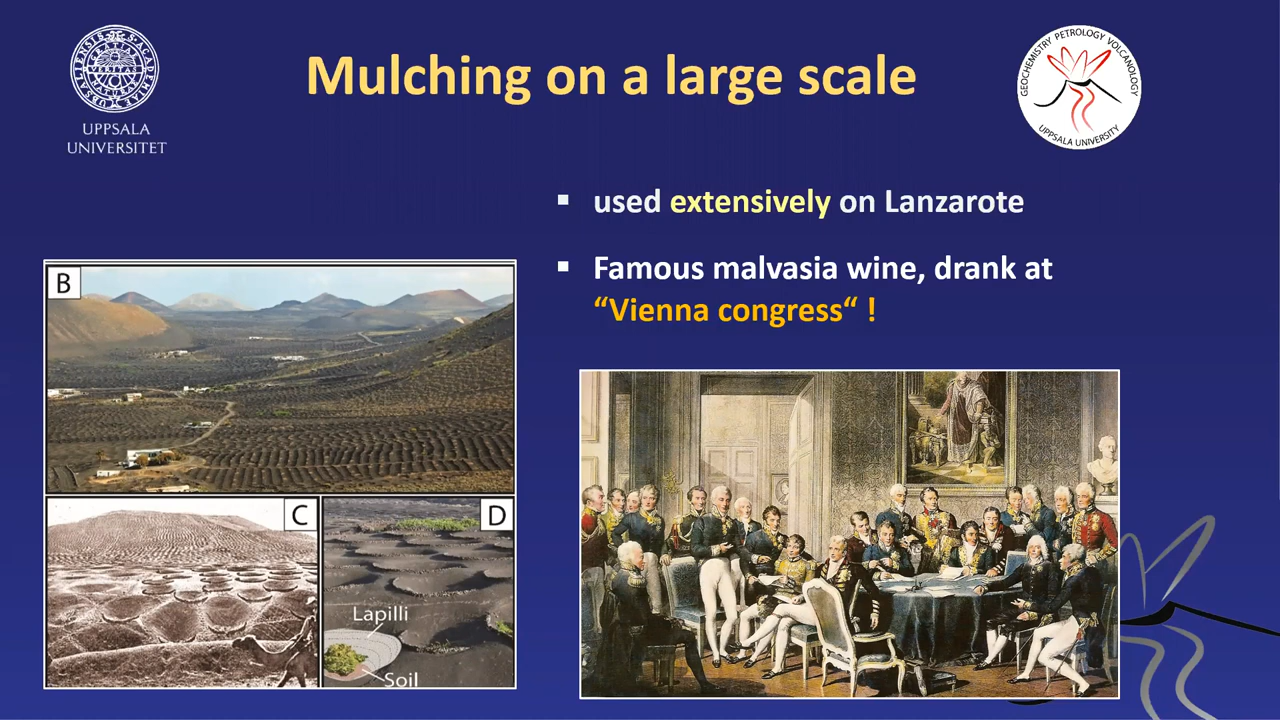 UPPSALA
UNIVERSITET
Mulching on a large scale
GEOCHEMISTRY PETROLOGY VOLCANOLOGY
UPPSALA UNIVERSITY
▪ used extensively on Lanzarote
▪ Famous malvasia wine, drank at
“Vienna congress“ !
B
C
D
Lapilli
Soil